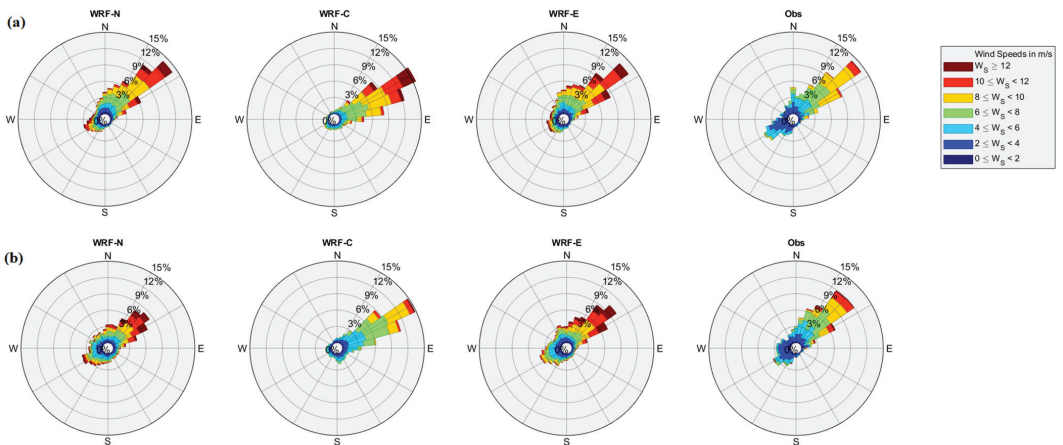 (a)
WRF-N
N
15%
12%
9%
6%
3%
0%
W
E
S
WRF-C
N
15%
12%
9%
6%
3%
0%
W
E
S
WRF-E
N
15%
12%
9%
6%
3%
0%
W
E
S
Obs
N
15%
12%
9%
6%
3%
0%
W
E
S
Wind Speeds in m/s
W_S ≥ 12
10 ≤ W_S < 12
8 ≤ W_S < 10
6 ≤ W_S < 8
4 ≤ W_S < 6
2 ≤ W_S < 4
0 ≤ W_S < 2
(b)
WRF-N
N
15%
12%
9%
6%
3%
0%
W
E
S
WRF-C
N
15%
12%
9%
6%
3%
0%
W
E
S
WRF-E
N
15%
12%
9%
6%
3%
0%
W
E
S
Obs
N
15%
12%
9%
6%
3%
0%
W
E
S